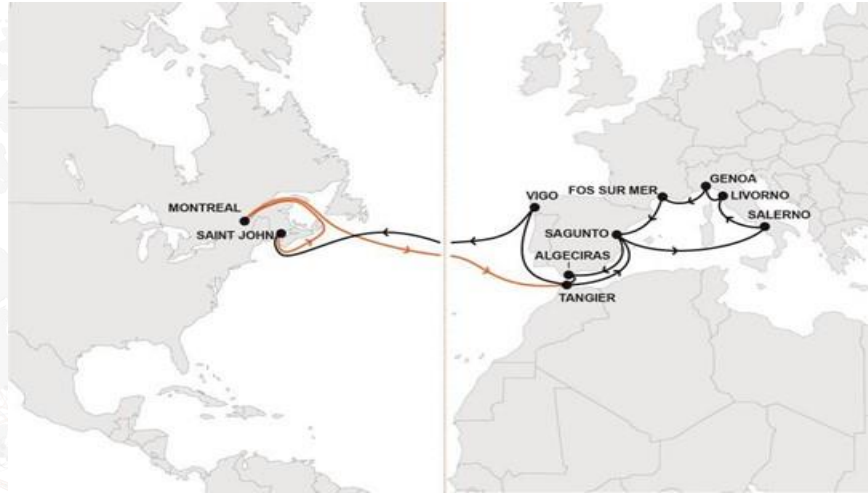 MONTREAL
SAINT JOHN
VIGO
FOS SUR MER
GENOA
LIVORNO
SALERNO
SAGUNTO
ALGECIRAS
TANGIER